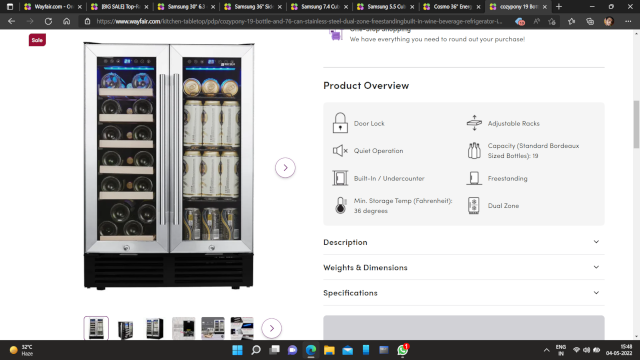 Wayfair.com - On
(BIG SALE) Top-R
Samsung 30" 6.3
Samsung 36" Sid
Samsung 7.4 Cu
Samsung 5.5 Cu
Cosmo 36" Energ
cozypony 19 Bot
https://www.wayfair.com/kitchen-tabletop/pdp/cozypony-19-bottle-and-76-can-stainless-steel-dual-zone-freestandingbuilt-in-wine-beverage-refrigerator-i...
Sale
One-Stop Shopping
We have everything you need to round out your purchase!
Product Overview
Door Lock
Adjustable Racks
Quiet Operation
Capacity (Standard Bordeaux
Sized Bottles): 19
Built-In / Undercounter
Freestanding
Min. Storage Temp (Fahrenheit):
36 degrees
Dual Zone
Description
Weights & Dimensions
Specifications
32°C
Haze
ENG
IN
15:48
04-05-2022